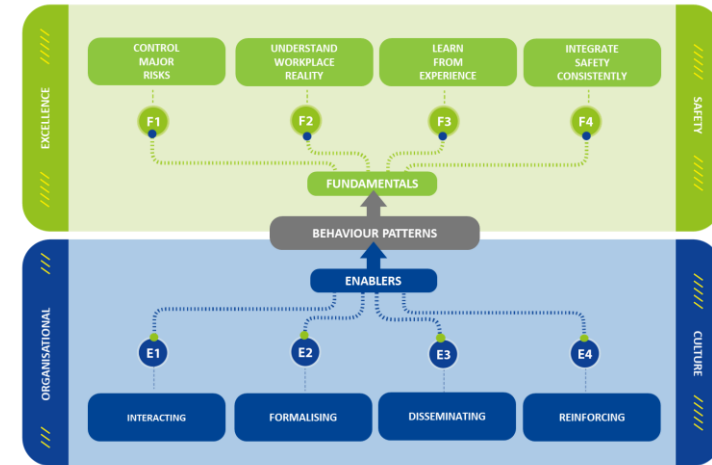 EXCELLENCE
CONTROL
MAJOR
RISKS
UNDERSTAND
WORKPLACE
REALITY
LEARN
FROM
EXPERIENCE
INTEGRATE
SAFETY
CONSISTENTLY
SAFETY
F1
F2
F3
F4
FUNDAMENTALS
BEHAVIOUR PATTERNS
ENABLERS
ORGANISATIONAL
E1
E2
E3
E4
CULTURE
INTERACTING
FORMALISING
DISSEMINATING
REINFORCING